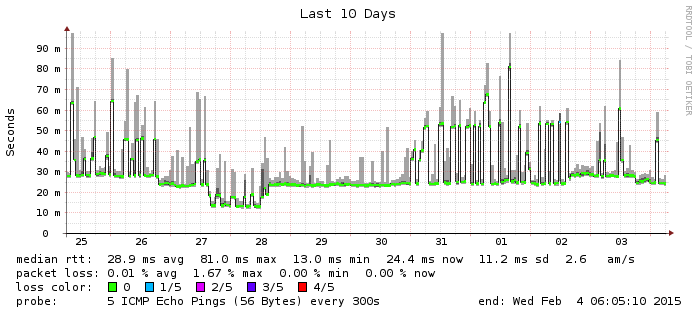 Last 10 Days
RRDTOOL / TOBI OETIKER
Seconds
90 m
80 m
70 m
60 m
50 m
40 m
30 m
20 m
10 m
0
25 26 27 28 29 30 31 01 02 03
median rtt: 28.9 ms avg 81.0 ms max 13.0 ms min 24.4 ms now 11.2 ms sd 2.6 am/s
packet loss: 0.01 % avg 1.67 % max 0.00 % min 0.00 % now
loss color: 0 1/5 2/5 3/5 4/5
probe: 5 ICMP Echo Pings (56 Bytes) every 300s end: Wed Feb 4 06:05:10 2015